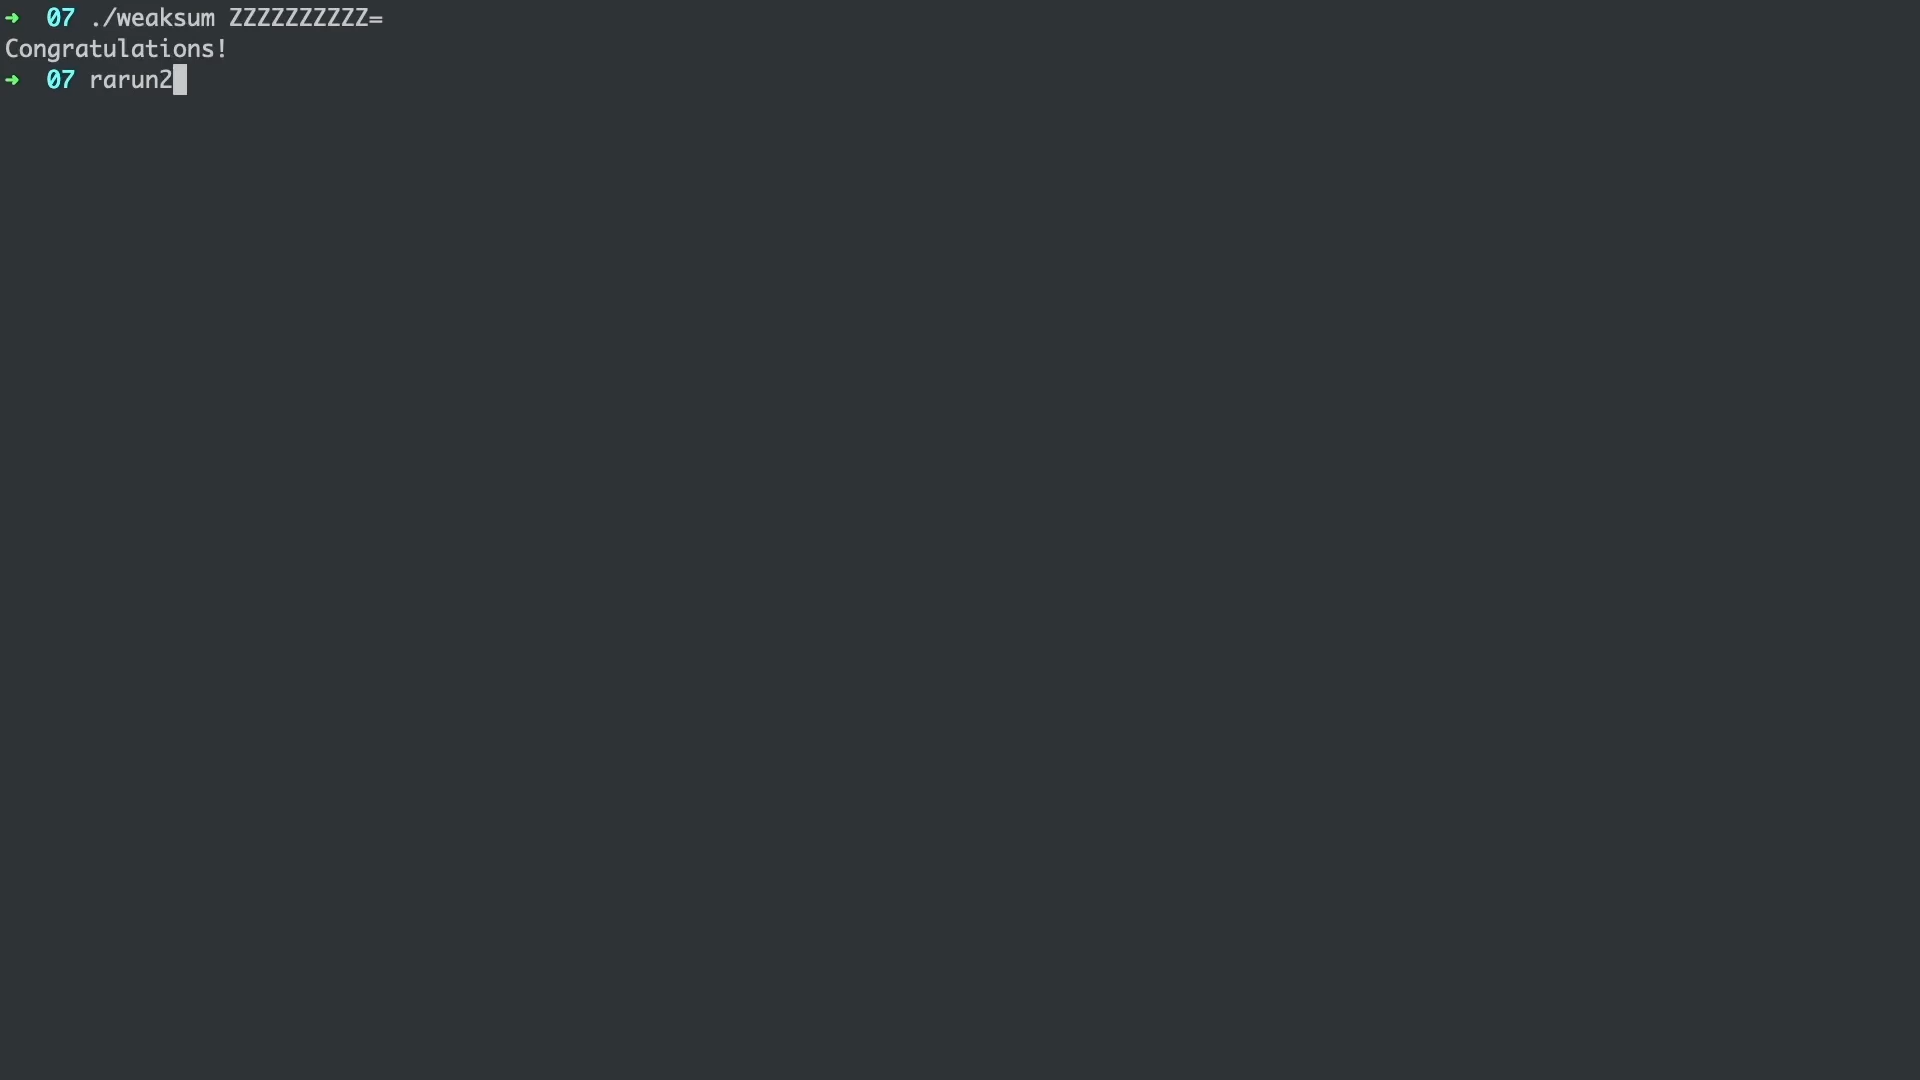 ➜  07 ./weaksum ZZZZZZZZZZ=
Congratulations!
➜  07 rarun2